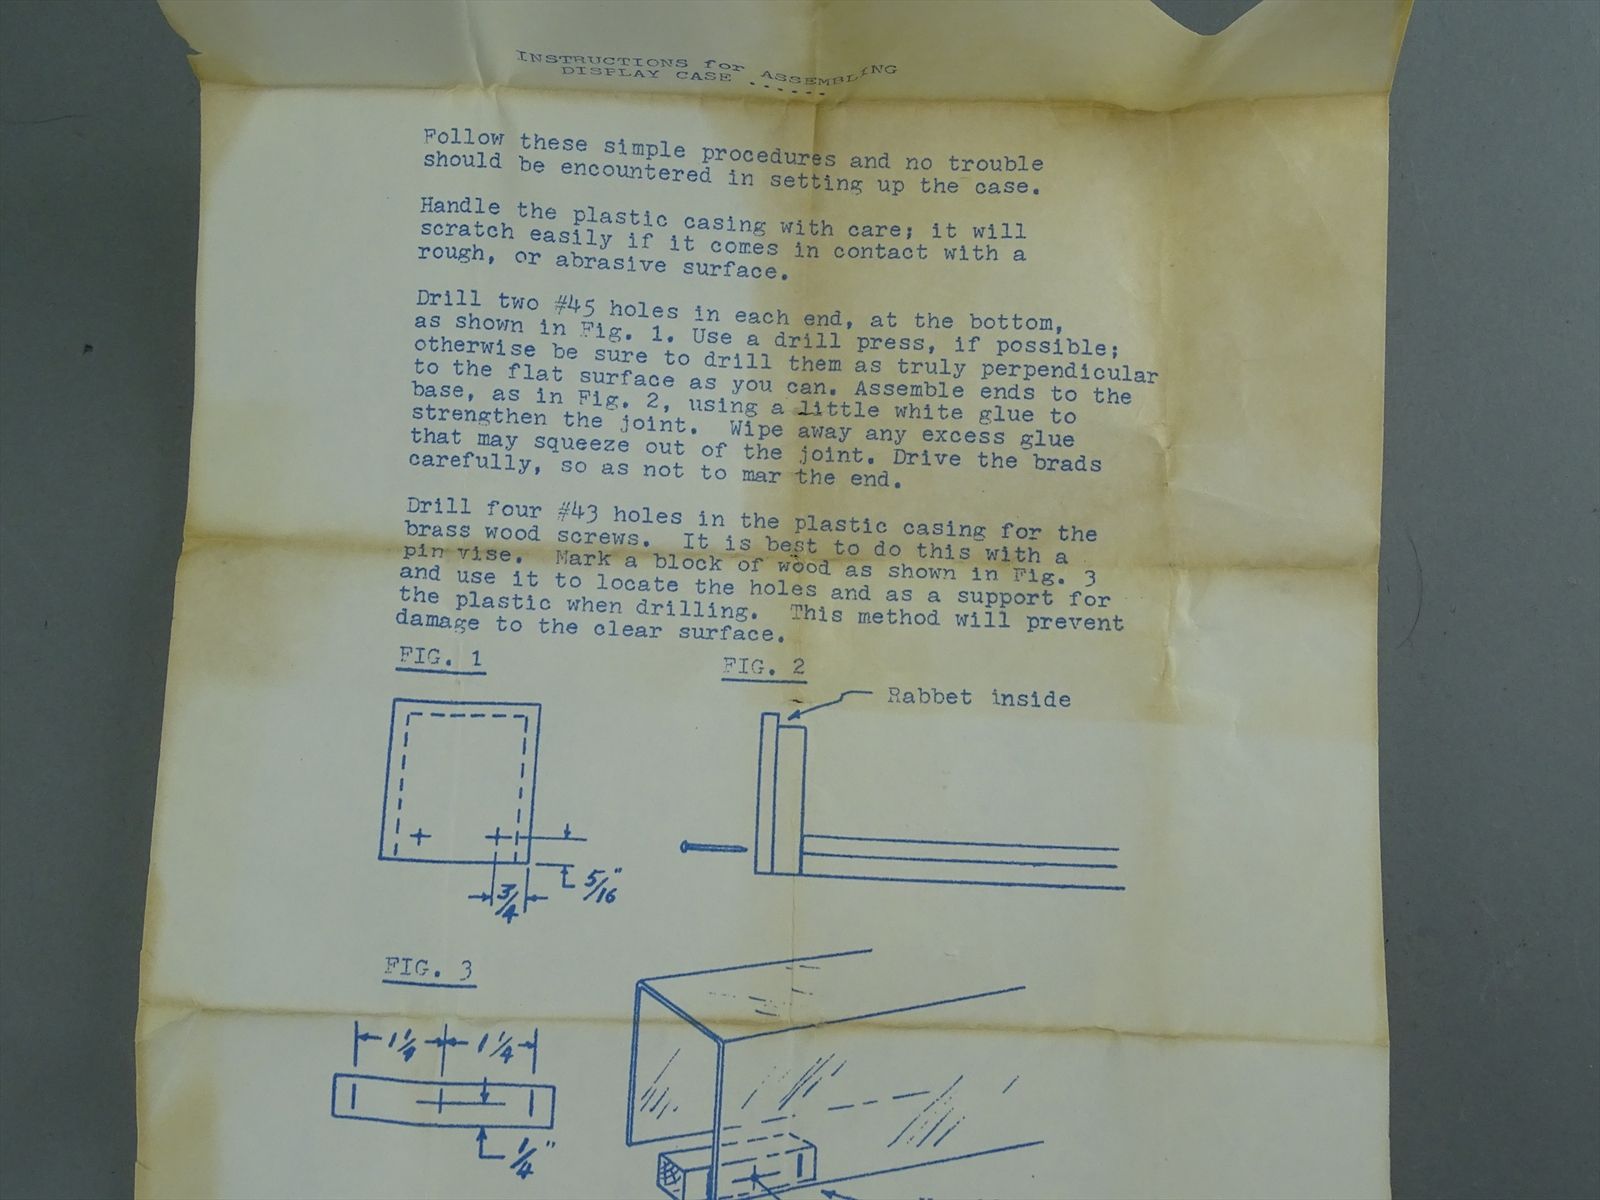 INSTRUCTIONS for ASSEMBLING
DISPLAY CASE ......
Follow these simple procedures and no trouble
should be encountered in setting up the case.
Handle the plastic casing with care; it will
scratch easily if it comes in contact with a
rough, or abrasive surface.
Drill two #45 holes in each end, at the bottom,
as shown in Fig. 1. Use a drill press, if possible;
otherwise be sure to drill them as truly perpendicular
to the flat surface as you can. Assemble ends to the
base, as in Fig. 2, using a little white glue to
strengthen the joint. Wipe away any excess glue
that may squeeze out of the joint. Drive the brads
carefully, so as not to mar the end.
Drill four #43 holes in the plastic casing for the
brass wood screws. It is best to do this with a
pin vise. Mark a block of wood as shown in Fig. 3
and use it to locate the holes and as a support for
the plastic when drilling. This method will prevent
damage to the clear surface.
FIG. 1
FIG. 2
Rabbet inside
5/16"
3/4
FIG. 3
1 1/4
1 1/4
1/4"